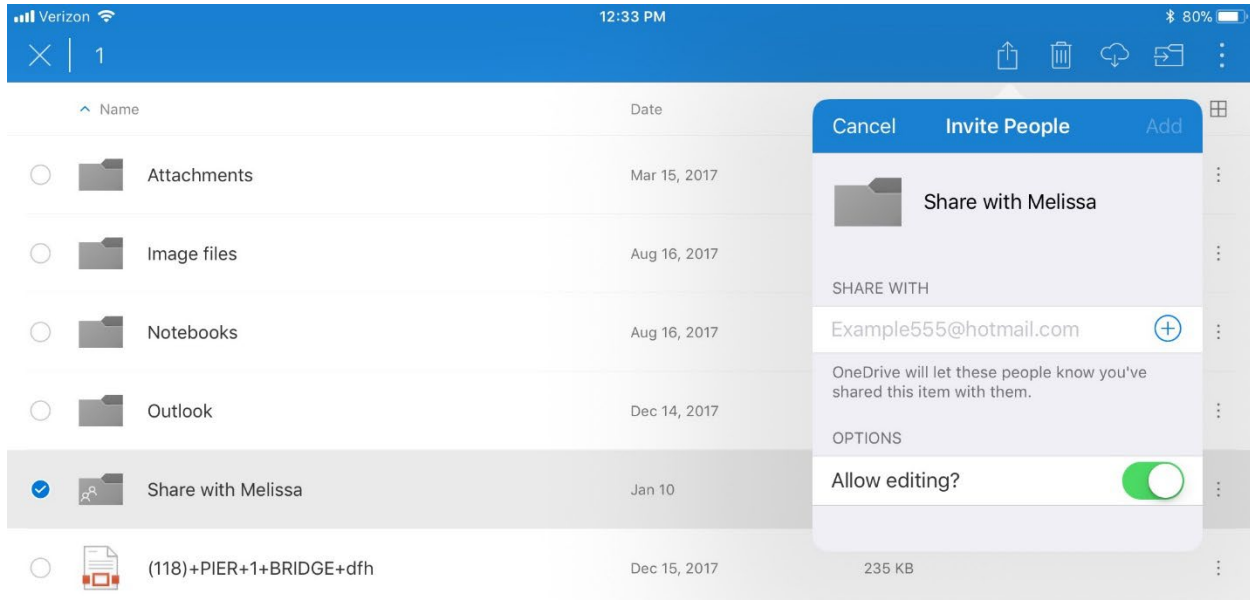 Verizon 12:33 PM 80%
1
Name Date
Cancel Invite People Add
Attachments Mar 15, 2017
Share with Melissa
Image files Aug 16, 2017
SHARE WITH
Notebooks Aug 16, 2017
Example555@hotmail.com
OneDrive will let these people know you've
shared this item with them.
Outlook Dec 14, 2017
OPTIONS
Allow editing?
Share with Melissa Jan 10
(118)+PIER+1+BRIDGE+dfh Dec 15, 2017 235 KB